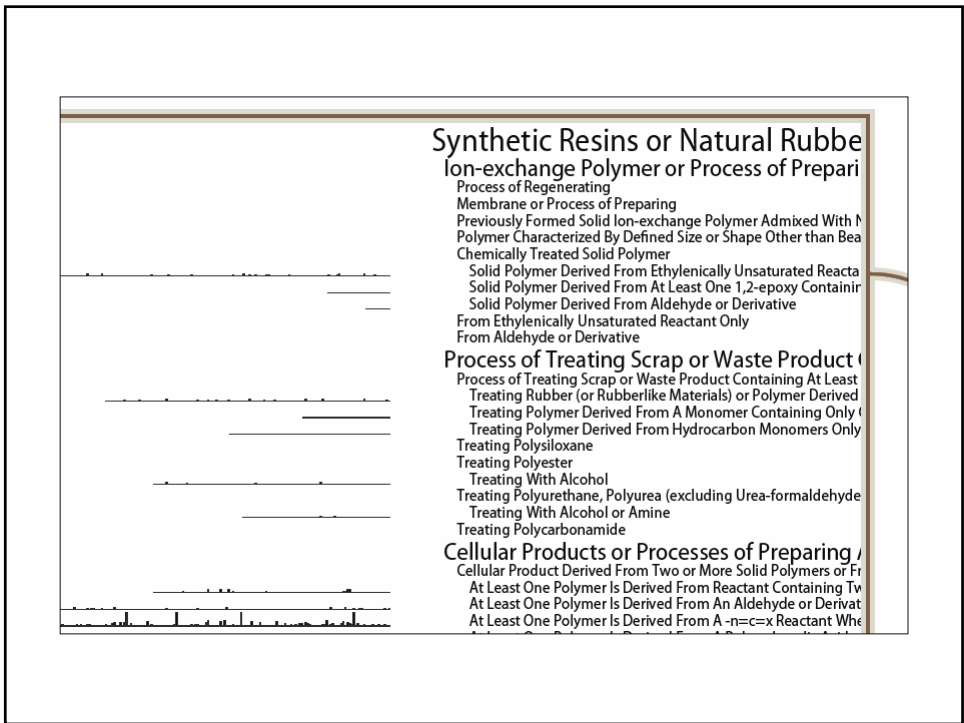 Synthetic Resins or Natural Rubbe
Ion-exchange Polymer or Process of Prepari
Process of Regenerating
Membrane or Process of Preparing
Previously Formed Solid Ion-exchange Polymer Admixed With
Polymer Characterized By Defined Size or Shape Other than Bea
Chemically Treated Solid Polymer
Solid Polymer Derived From Ethylenically Unsaturated Reacta
Solid Polymer Derived From At Least One 1,2-epoxy Containin
Solid Polymer Derived From Aldehyde or Derivative
From Ethylenically Unsaturated Reactant Only
From Aldehyde or Derivative
Process of Treating Scrap or Waste Product
Process of Treating Scrap or Waste Product Containing At Least
Treating Rubber (or Rubberlike Materials) or Polymer Derived
Treating Polymer Derived From A Monomer Containing Only
Treating Polymer Derived From Hydrocarbon Monomers Only
Treating Polysiloxane
Treating Polyester
Treating With Alcohol
Treating Polyurethane, Polyurea (excluding Urea-formaldehyde
Treating With Alcohol or Amine
Treating Polycarbonamide
Cellular Products or Processes of Preparing
Cellular Product Derived From Two or More Solid Polymers or Fr
At Least One Polymer Is Derived From Reactant Containing Tw
At Least One Polymer Is Derived From An Aldehyde or Derivat
At Least One Polymer Is Derived From A -n=c=x Reactant Whe